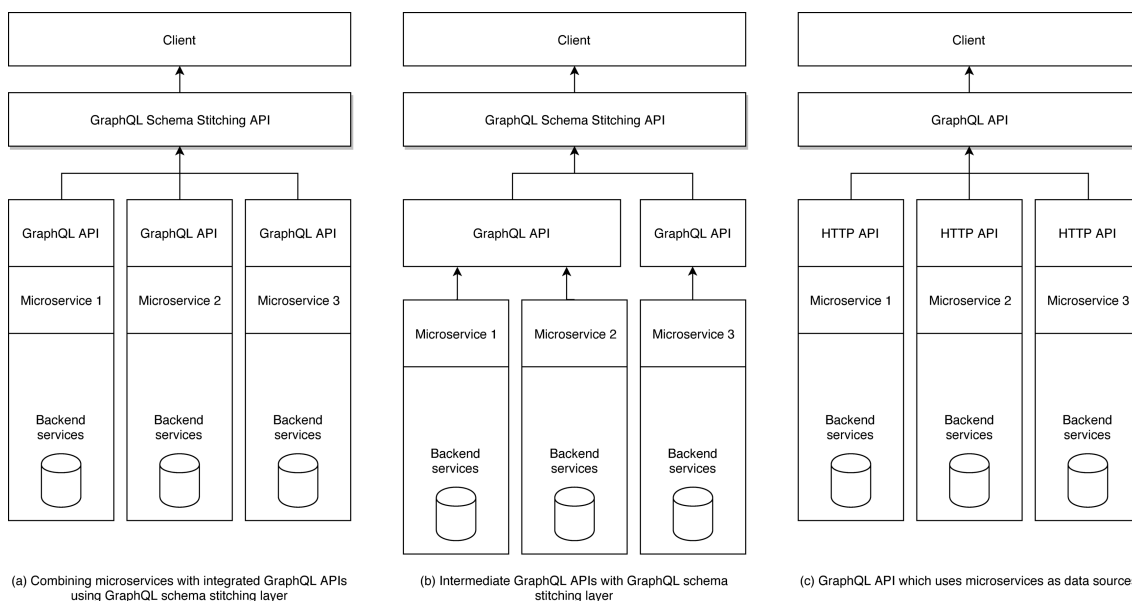 Client
GraphQL Schema Stitching API
GraphQL API
GraphQL API
GraphQL API
Microservice 1
Microservice 2
Microservice 3
Backend
services
Backend
services
Backend
services
(a) Combining microservices with integrated GraphQL APIs
using GraphQL schema stitching layer
Client
GraphQL Schema Stitching API
GraphQL API
GraphQL API
Microservice 1
Microservice 2
Microservice 3
Backend
services
Backend
services
Backend
services
(b) Intermediate GraphQL APIs with GraphQL schema
stitching layer
Client
GraphQL API
HTTP API
HTTP API
HTTP API
Microservice 1
Microservice 2
Microservice 3
Backend
services
Backend
services
Backend
services
(c) GraphQL API which uses microservices as data sources